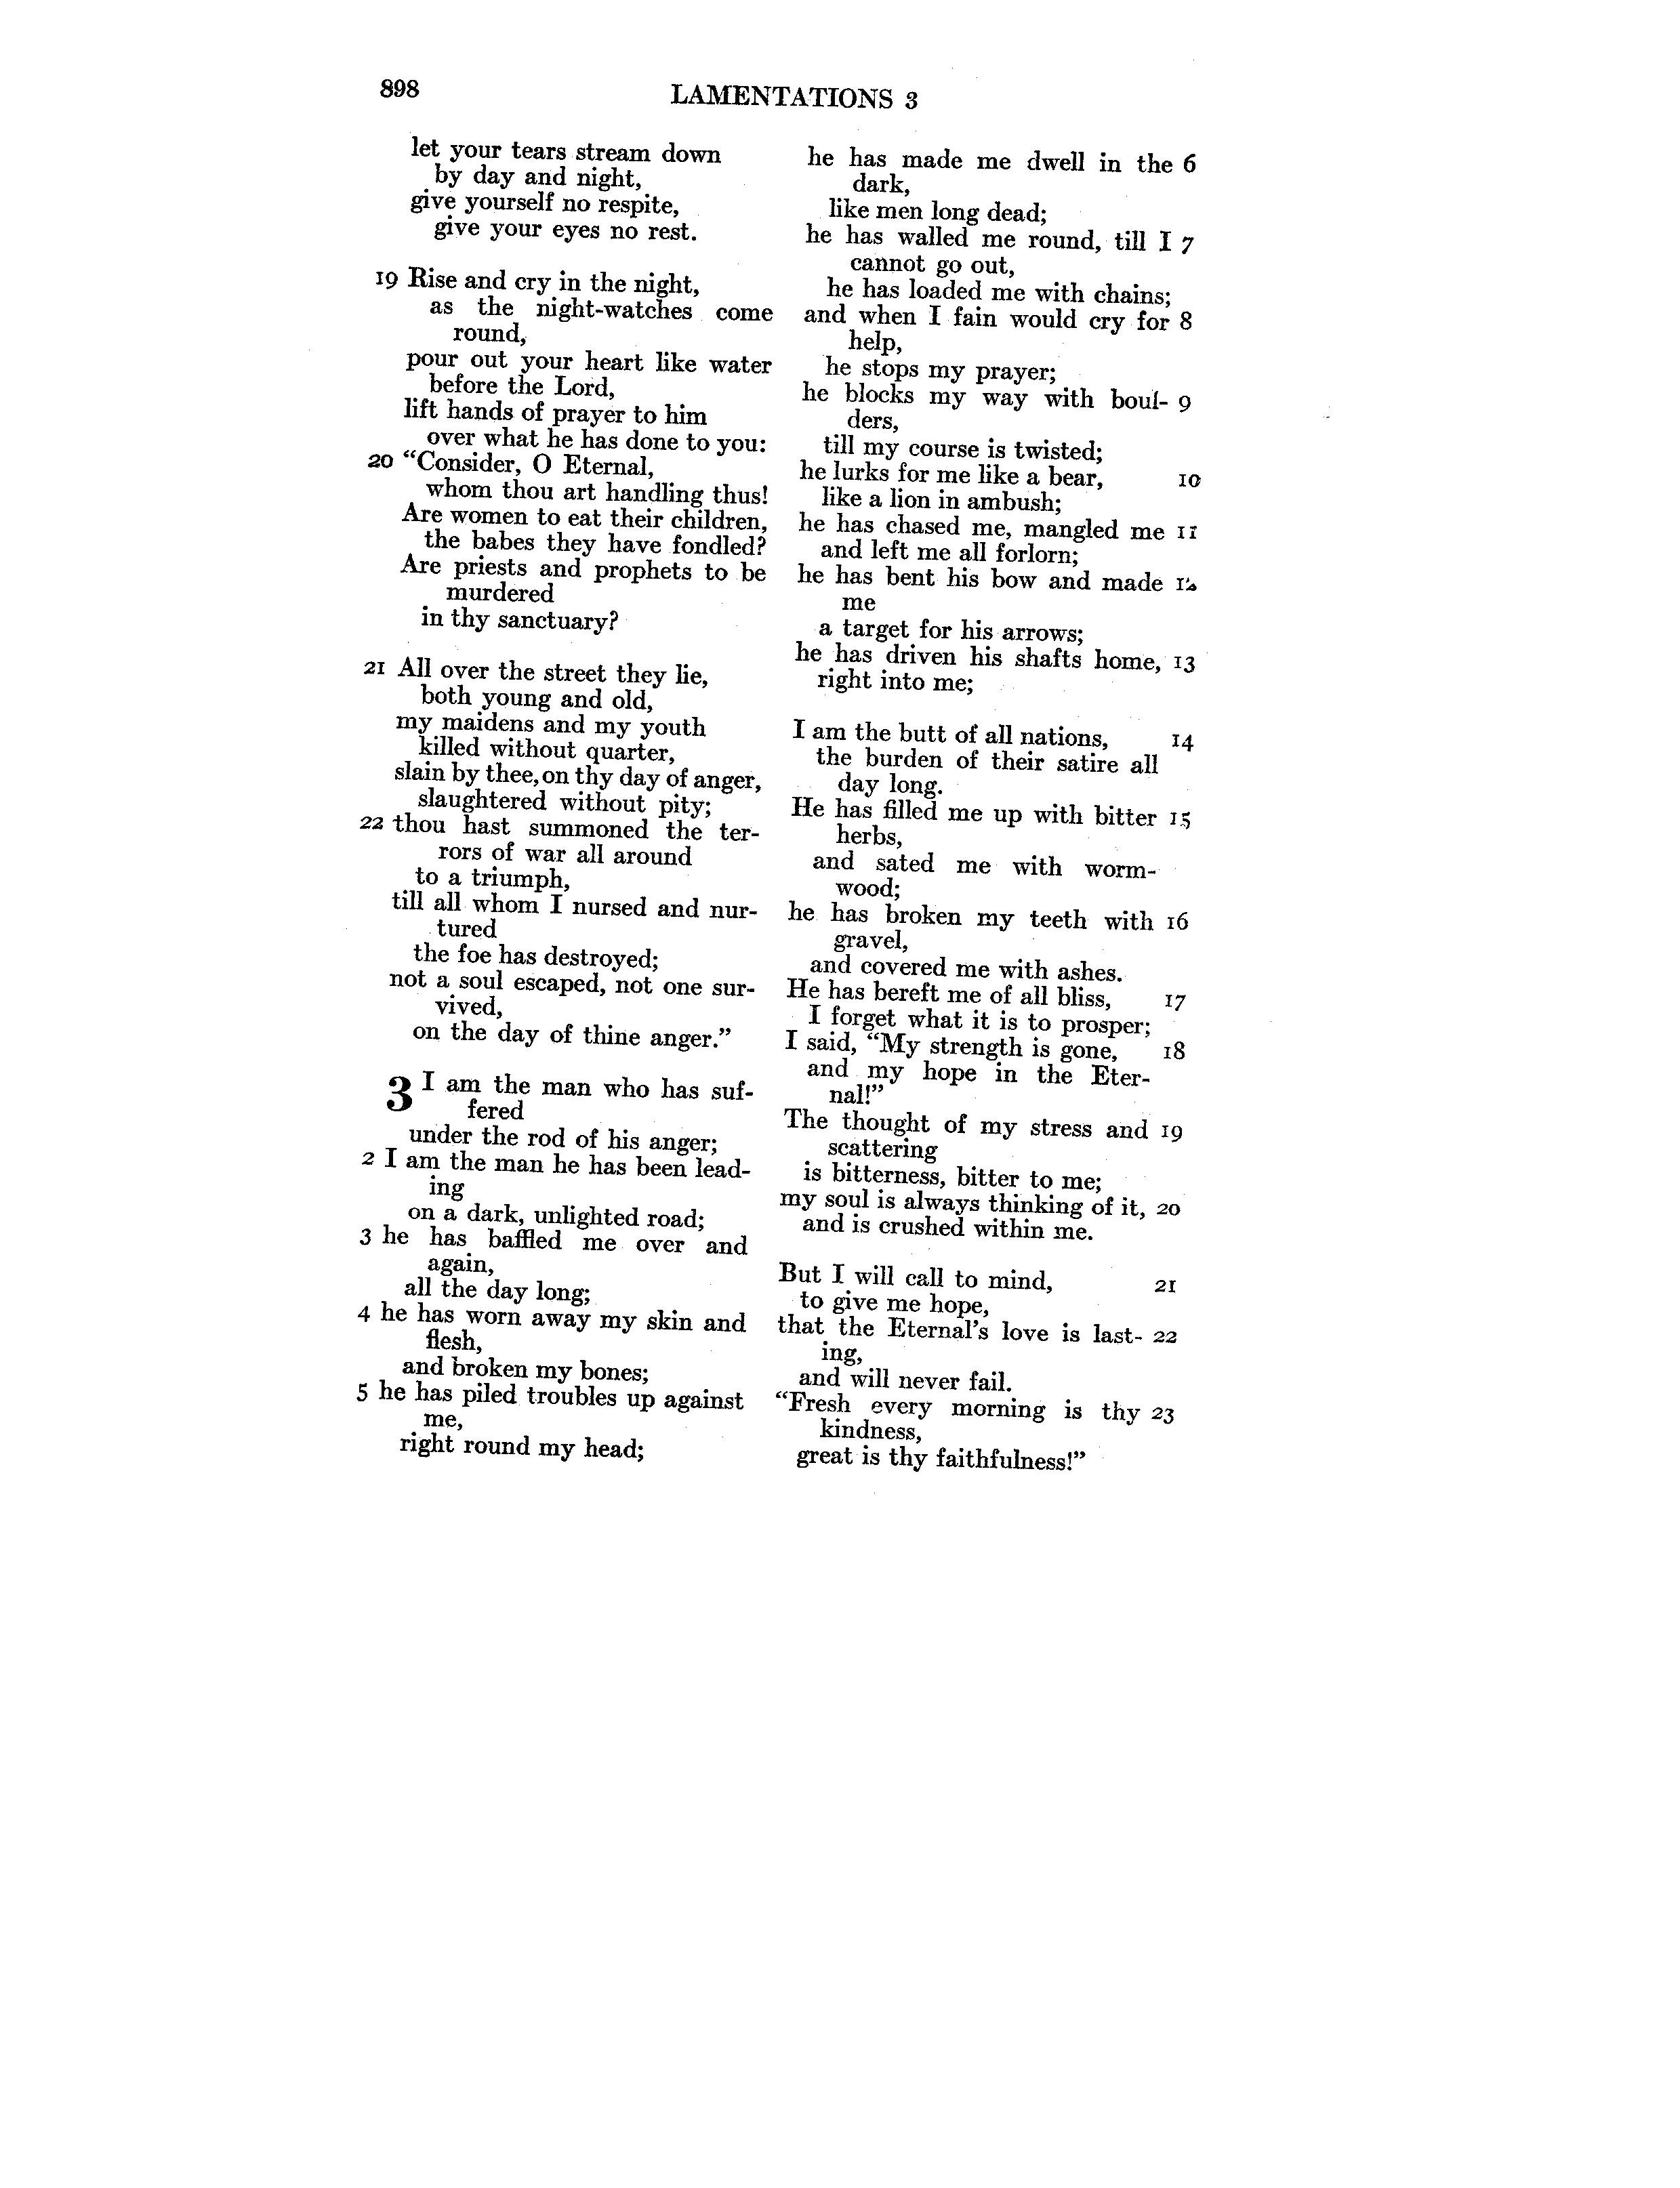 898
LAMENTATIONS 3
let your tears stream down
by day and night,
give yourself no respite,
give your eyes no rest.
19 Rise and cry in the night,
as the night-watches come
round,
pour out your heart like water
before the Lord,
lift hands of prayer to him
over what he has done to you:
20 “Consider, O Eternal,
whom thou art handling thus!
Are women to eat their children,
the babes they have fondled?
Are priests and prophets to be
murdered
in thy sanctuary?
21 All over the street they lie,
both young and old,
my maidens and my youth
killed without quarter,
slain by thee, on thy day of anger,
slaughtered without pity;
22 thou hast summoned the ter-
rors of war all around
to a triumph,
till all whom I nursed and nur-
tured
the foe has destroyed;
not a soul escaped, not one sur-
vived,
on the day of thine anger.”
3 I am the man who has suf-
fered
under the rod of his anger;
2 I am the man he has been lead-
ing
on a dark, unlighted road;
3 he has baffled me over and
again,
all the day long;
4 he has worn away my skin and
flesh,
and broken my bones;
5 he has piled troubles up against
me,
right round my head;
he has made me dwell in the 6
dark,
like men long dead;
he has walled me round, till I 7
cannot go out,
he has loaded me with chains;
and when I fain would cry for 8
help,
he stops my prayer;
he blocks my way with boul- 9
ders,
till my course is twisted;
he lurks for me like a bear, 10
like a lion in ambush;
he has chased me, mangled me 11
and left me all forlorn;
he has bent his bow and made 12
me
a target for his arrows;
he has driven his shafts home, 13
right into me;
I am the butt of all nations, 14
the burden of their satire all
day long.
He has filled me up with bitter 15
herbs,
and sated me with worm-
wood;
he has broken my teeth with 16
gravel,
and covered me with ashes.
He has bereft me of all bliss, 17
I forget what it is to prosper;
I said, “My strength is gone, 18
and my hope in the Eter-
nal!”
The thought of my stress and 19
scattering
is bitterness, bitter to me;
my soul is always thinking of it, 20
and is crushed within me.
But I will call to mind, 21
to give me hope,
that the Eternal’s love is last- 22
ing,
and will never fail.
“Fresh every morning is thy 23
kindness,
great is thy faithfulness!”